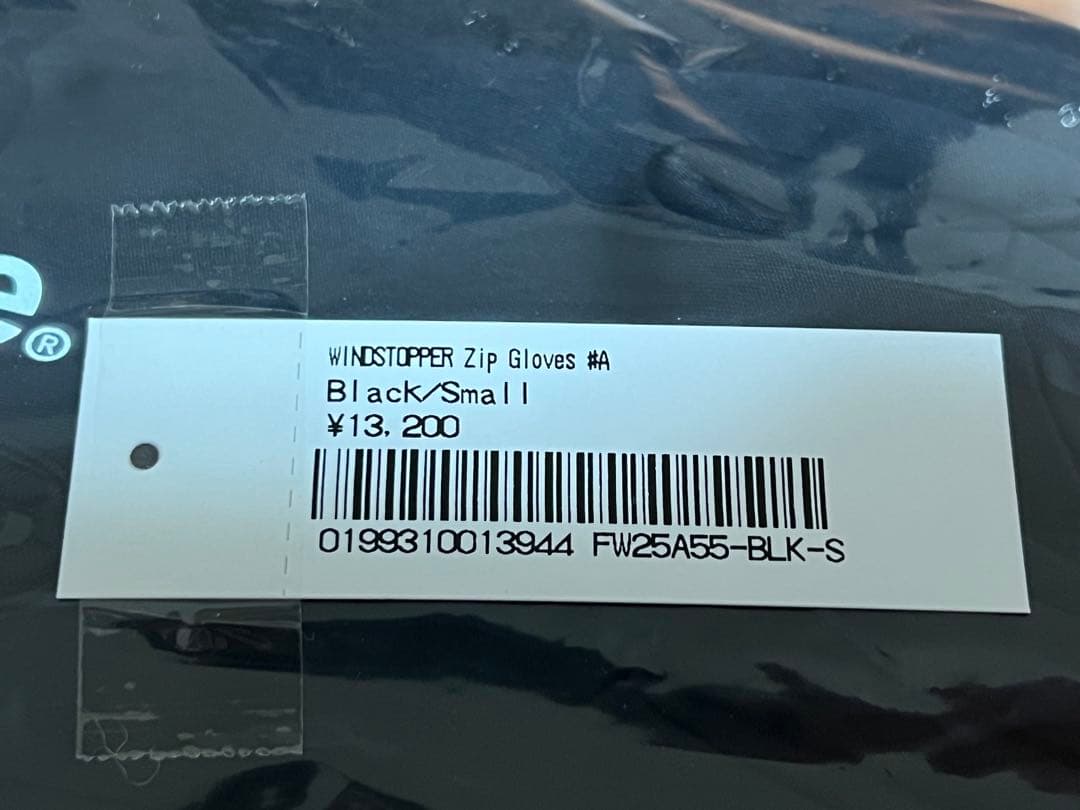 e®
WINDSTOPPER Zip Gloves #A
Black/Small
¥13,200
0199310013944 FW25A55-BLK-S